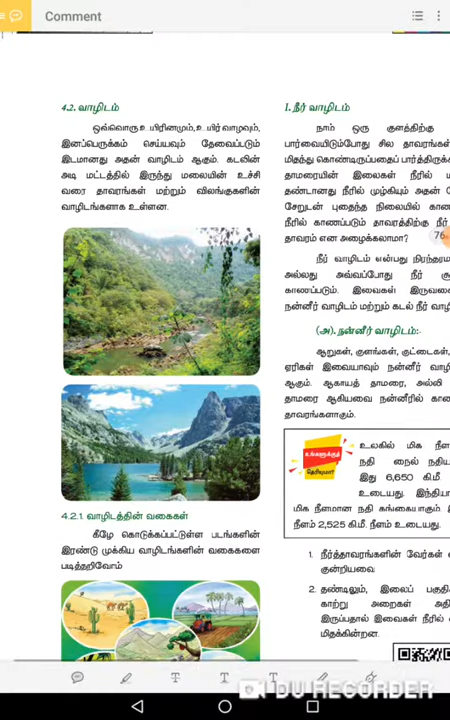 Comment
4.2. வாழிடம்
ஒவ்வொரு உயிரினமும், உயிர் வாழவும்,
இனப்பெருக்கம் செய்யவும் தேவைப்படும்
இடமானது அதன் வாழிடம் ஆகும். கடலின்
அடி மட்டத்தில் இருந்து மலையின் உச்சி
வரை தாவரங்கள் மற்றும் விலங்குகளின்
வாழிடங்களாக உள்ளன.
4.2.1. வாழிடத்தின் வகைகள்
கீழே கொடுக்கப்பட்டுள்ள படங்களின்
இரண்டு முக்கிய வாழிடங்களின் வகைகளை
படித்தறிவோம்
I. நீர் வாழிடம்
நாம் ஒரு குளத்திற்கு
பார்வையிடும்போது சில தாவரங்கள்
மிதந்து கொண்டிருப்பதைப் பார்த்திருக்க
தாமரையின் இலைகள் நீரில்
தண்டானது நீரில் மூழ்கியும் அதன்
சேறுடன் புதைந்த நிலையில்
நீரில் காணப்படும் தாவரத்திற்கு நீர்
தாவரம் என அழைக்கலாமா?
76
நீர் வாழிடம் என்பது நிரந்தரமா
அல்லது அவ்வப்போது நீர்
காணப்படும். இவைகள் இருவகை
நன்னீர் வாழிடம் மற்றும் கடல் நீர்
(அ). நன்னீர் வாழிடம்:-
ஆறுகள், குளங்கள், குட்டைகள்,
ஏரிகள் இவையாவும் நன்னீர் வாழி
ஆகும். ஆகாயத் தாமரை, அல்லி
தாமரை ஆகியவை நன்னீரில் கா
தாவரங்களாகும்.
உங்களுக்குத்
தெரியுமா?
உலகில் மிக நீள
நதி நைல் நதிய
இது 6,650 கி.மீ
உடையது. இந்தியா
மிக நீளமான நதி கங்கையாகும்.
நீளம் 2,525 கி.மீ. நீளம் உடையது.
1. நீர்த்தாவரங்களின் வேர்கள்
குன்றியவை
2. தண்டிலும், இலைப் பகுதி
காற்று அறைகள் அதி
இருப்பதால் இவைகள் நீரில்
மிதக்கின்றன.
DU RECORDER